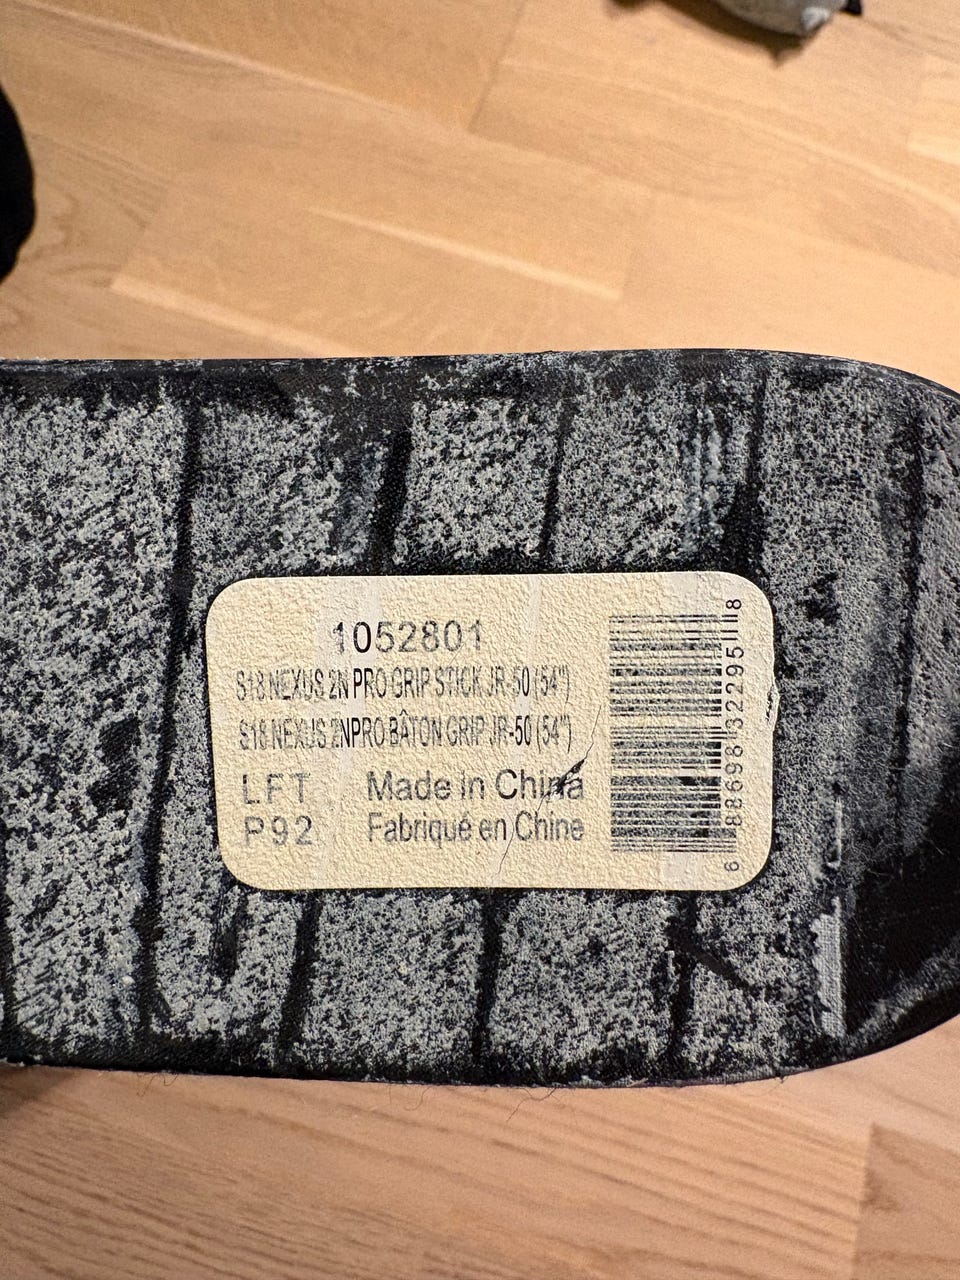 1052801
S18 NEXUS 2N PRO GRIP STICK JR-50 (54")
S18 NEXUS 2NPRO BÂTON GRIP JR-50 (54")
LFT Made in China
P92 Fabriqué en Chine
6 88698 32295 8